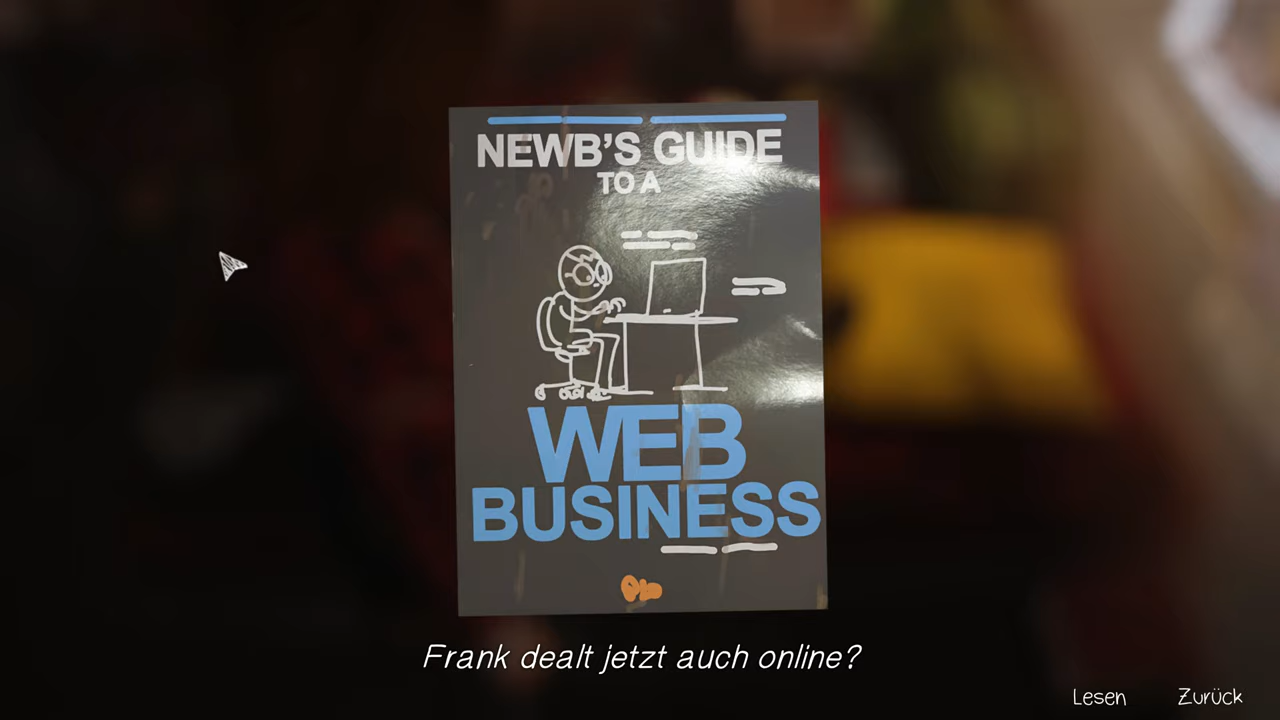 NEWB'S GUIDE
TO A
WEB
BUSINESS
Frank dealt jetzt auch online?
Lesen Zurück